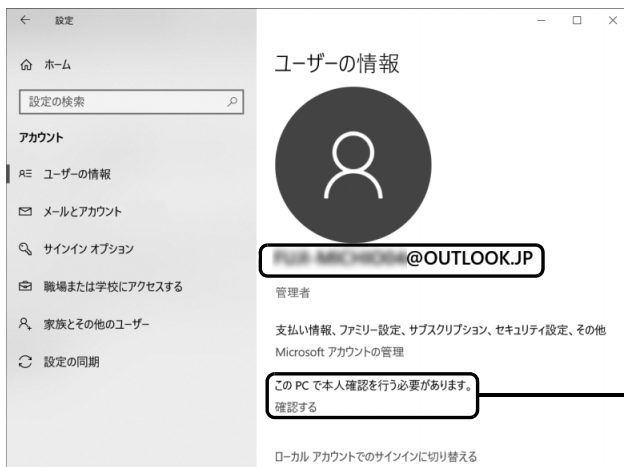 設定
ホーム
設定の検索
アカウント
ユーザーの情報
メールとアカウント
サインイン オプション
職場または学校にアクセスする
家族とその他のユーザー
設定の同期
ユーザーの情報
@OUTLOOK.JP
管理者
支払い情報、ファミリー設定、サブスクリプション、セキュリティ設定、その他
Microsoft アカウントの管理
この PC で本人確認を行う必要があります。
確認する
ローカル アカウントでのサインインに切り替える